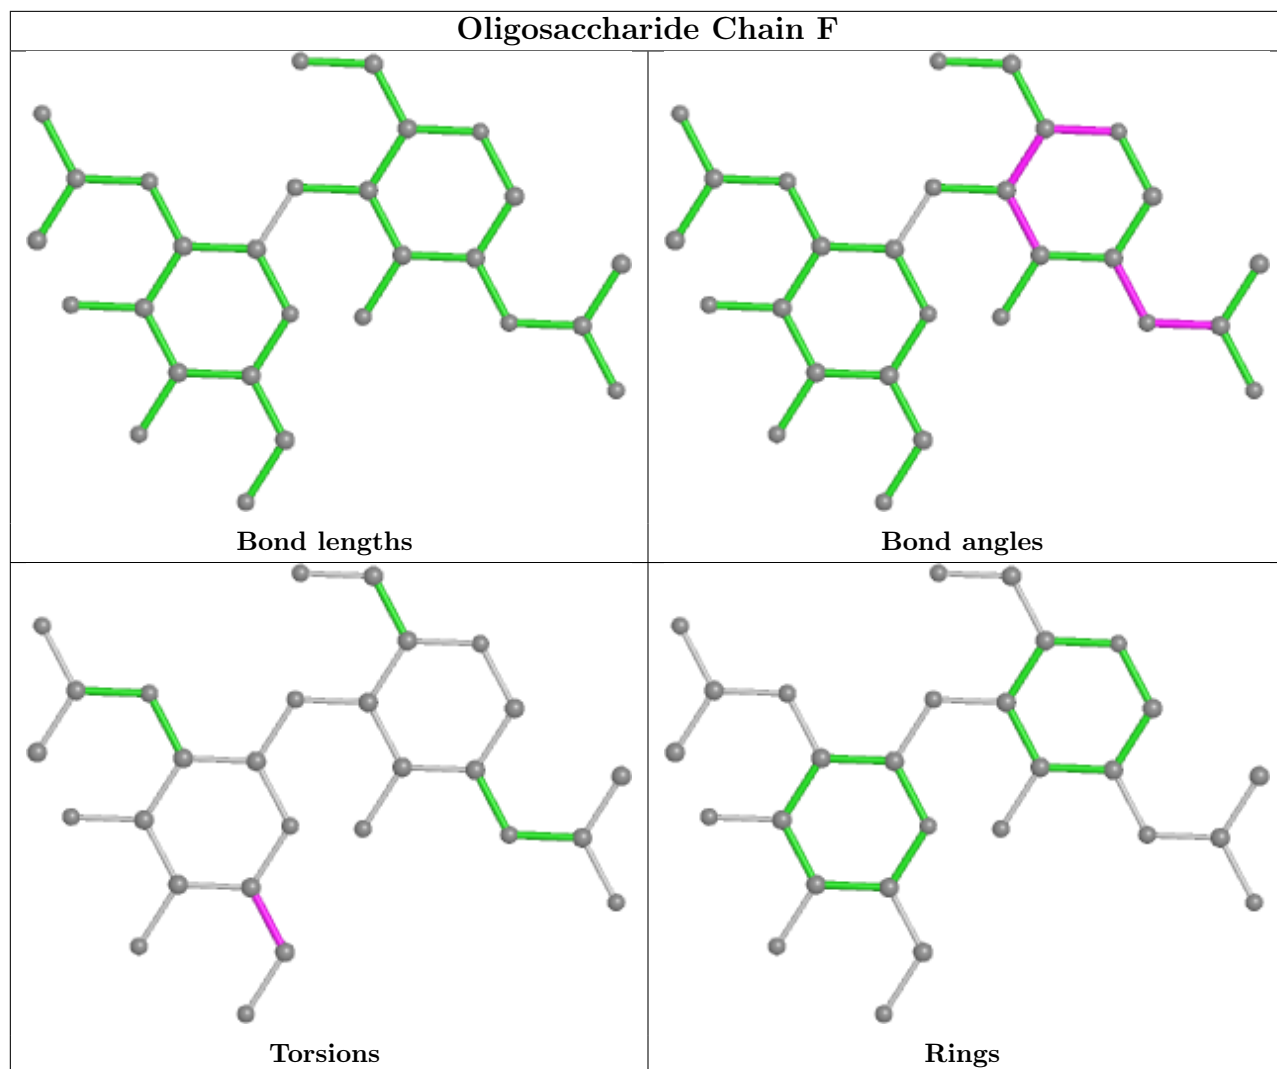 Oligosaccharide Chain F
Bond lengths
Bond angles
Torsions
Rings